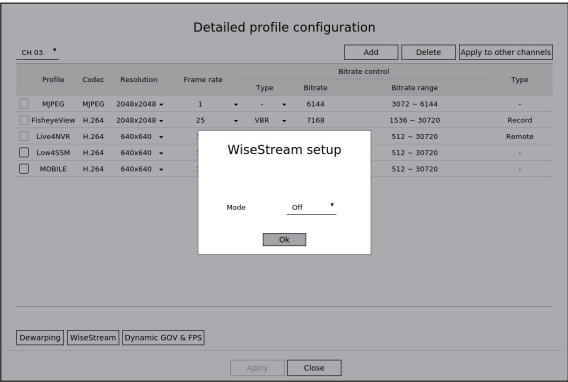 Detailed profile configuration
CH 03 Add Delete Apply to other channels
Profile Codec Resolution Frame rate Bitrate control Type
Type Bitrate Bitrate range
MJPEG MJPEG 2048x2048 1 - 6144 3072 ~ 6144 -
FisheyeView H.264 2048x2048 25 VBR 7168 1536 ~ 30720 Record
Live4NVR H.264 640x640 512 ~ 30720 Remote
Low4SSM H.264 640x640 512 ~ 30720 -
MOBILE H.264 640x640 512 ~ 30720 -
WiseStream setup
Mode Off
Ok
Dewarping WiseStream Dynamic GOV & FPS
Apply Close